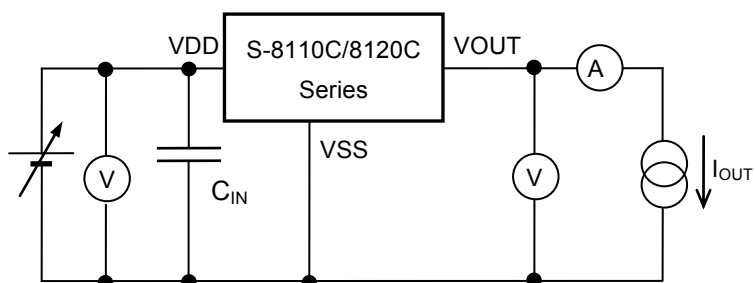 VDD
S-8110C/8120C
Series
VOUT
A
VSS
V
CIN
V
IOUT